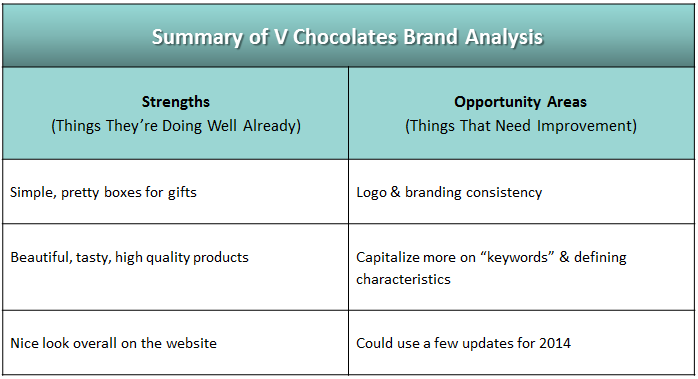 Summary of V Chocolates Brand Analysis
Strengths
(Things They’re Doing Well Already)
Opportunity Areas
(Things That Need Improvement)
Simple, pretty boxes for gifts
Logo & branding consistency
Beautiful, tasty, high quality products
Capitalize more on “keywords” & defining
characteristics
Nice look overall on the website
Could use a few updates for 2014